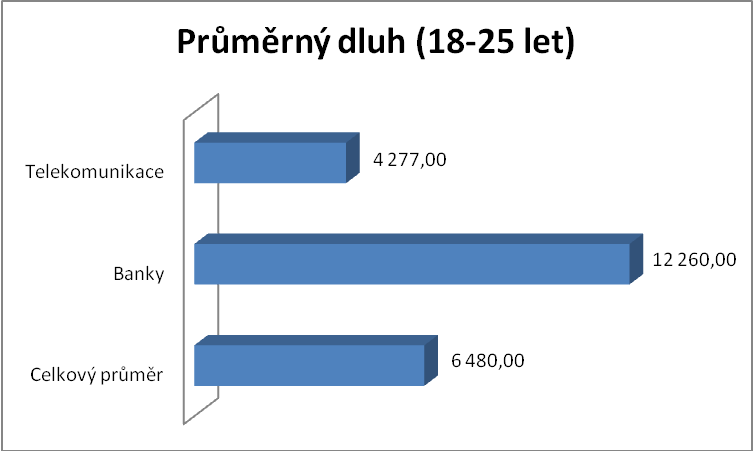 Průměrný dluh (18-25 let)
Telekomunikace
4 277,00
Banky
12 260,00
Celkový průměr
6 480,00